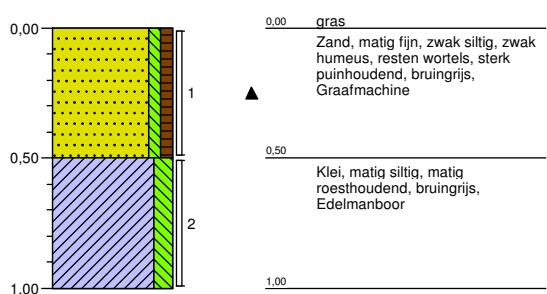 0,00
0,00 gras
Zand, matig fijn, zwak siltig, zwak
humeus, resten wortels, sterk
puinhoudend, bruingrijs,
Graafmachine
1
0,50
0,50
Klei, matig siltig, matig
roesthoudend, bruingrijs,
Edelmanboor
2
1,00
1,00